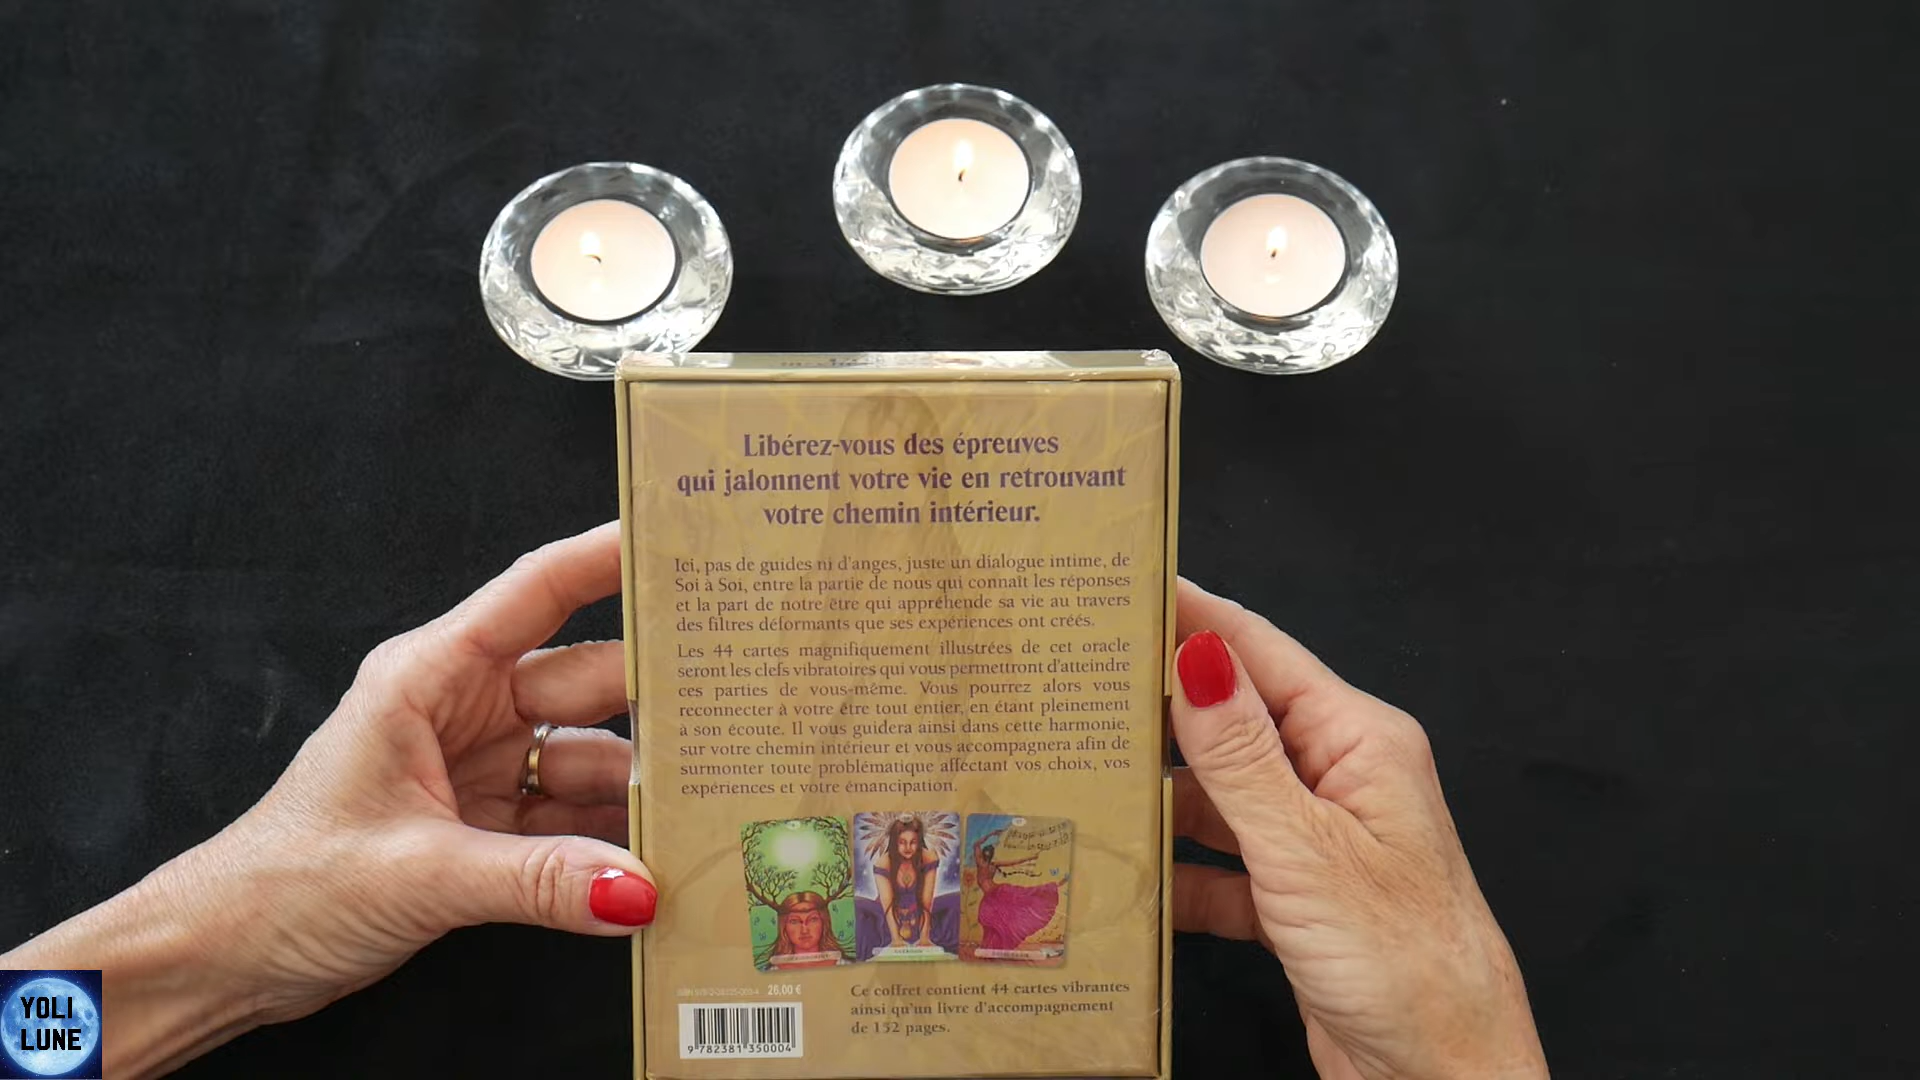 Libérez-vous des épreuves
qui jalonnent votre vie en retrouvant
votre chemin intérieur.
Ici, pas de guides ni d'anges, juste un dialogue intime, de
Soi à Soi, entre la partie de nous qui connaît les réponses
et la part de notre être qui appréhende sa vie au travers
des filtres déformants que ses expériences ont créés.
Les 44 cartes magnifiquement illustrées de cet oracle
seront les clefs vibratoires qui vous permettront d'atteindre
ces parties de vous-même. Vous pourrez alors vous
reconnecter à votre être tout entier, en étant pleinement
à son écoute. Il vous guidera ainsi dans cette harmonie,
sur votre chemin intérieur et vous accompagnera afin de
surmonter toute problématique affectant vos choix, vos
expériences et votre émancipation.
26,00 €
Ce coffret contient 44 cartes vibrantes
ainsi qu'un livre d'accompagnement
de 152 pages.
9 782381 350004
YOLI
LUNE